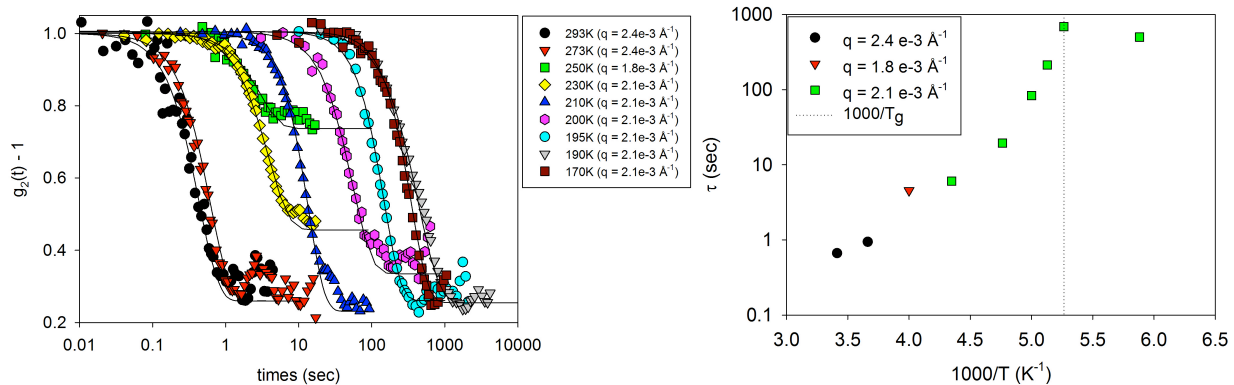 1.0
0.8
0.6
0.4
0.2
g₂(t) - 1
0.01
0.1
1
10
100
1000
10000
times (sec)
293K (q = 2.4e-3 Å⁻¹)
273K (q = 2.4e-3 Å⁻¹)
250K (q = 1.8e-3 Å⁻¹)
230K (q = 2.1e-3 Å⁻¹)
210K (q = 2.1e-3 Å⁻¹)
200K (q = 2.1e-3 Å⁻¹)
195K (q = 2.1e-3 Å⁻¹)
190K (q = 2.1e-3 Å⁻¹)
170K (q = 2.1e-3 Å⁻¹)
1000
100
10
1
0.1
τ (sec)
q = 2.4 e-3 Å⁻¹
q = 1.8 e-3 Å⁻¹
q = 2.1 e-3 Å⁻¹
1000/Tg
3.0
3.5
4.0
4.5
5.0
5.5
6.0
6.5
1000/T (K⁻¹)